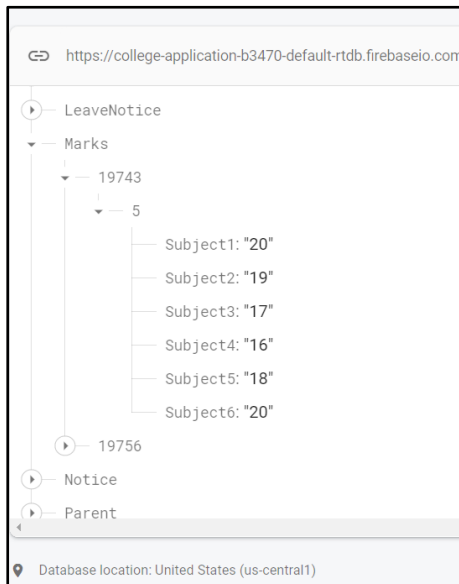 https://college-application-b3470-default-rtdb.firebaseio.com
LeaveNotice
Marks
19743
5
Subject1: "20"
Subject2: "19"
Subject3: "17"
Subject4: "16"
Subject5: "18"
Subject6: "20"
19756
Notice
Parent
Database location: United States (us-central1)